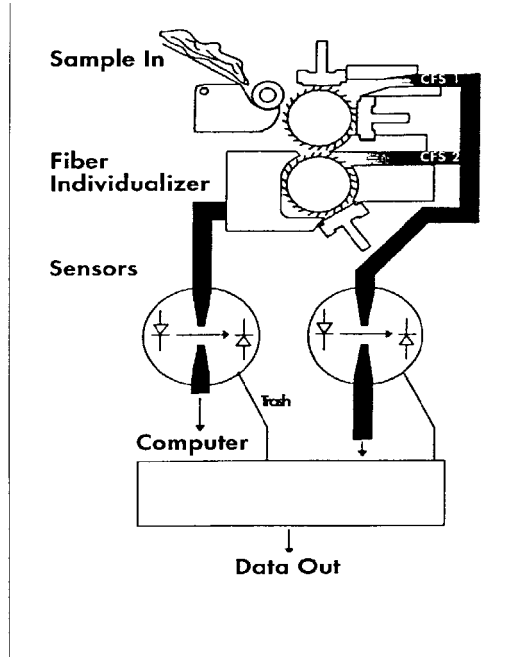 Sample In
CFS 1
CFS 2
Fiber
Individualizer
Sensors
Trash
Computer
Data Out